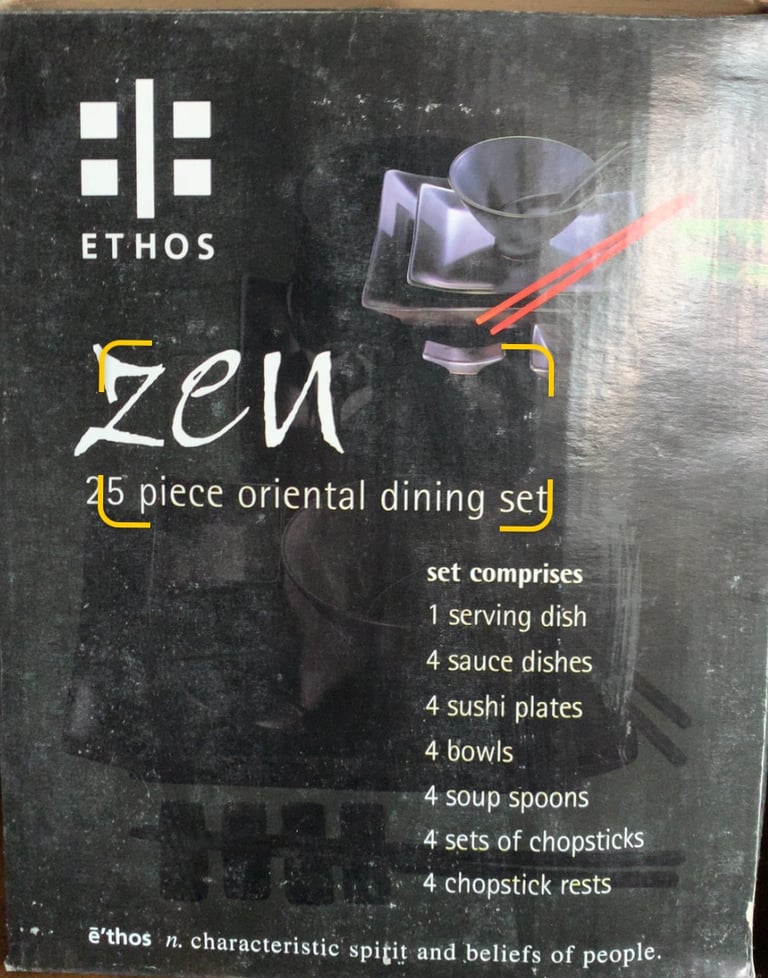 ETHOS
zen
25 piece oriental dining set
set comprises
1 serving dish
4 sauce dishes
4 sushi plates
4 bowls
4 soup spoons
4 sets of chopsticks
4 chopstick rests
ē'thos n. characteristic spirit and beliefs of people.